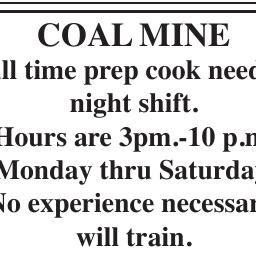 COAL MINE
ll time prep cook need
night shift.
Hours are 3pm.-10 p.m
Monday thru Saturday
No experience necessar
will train.